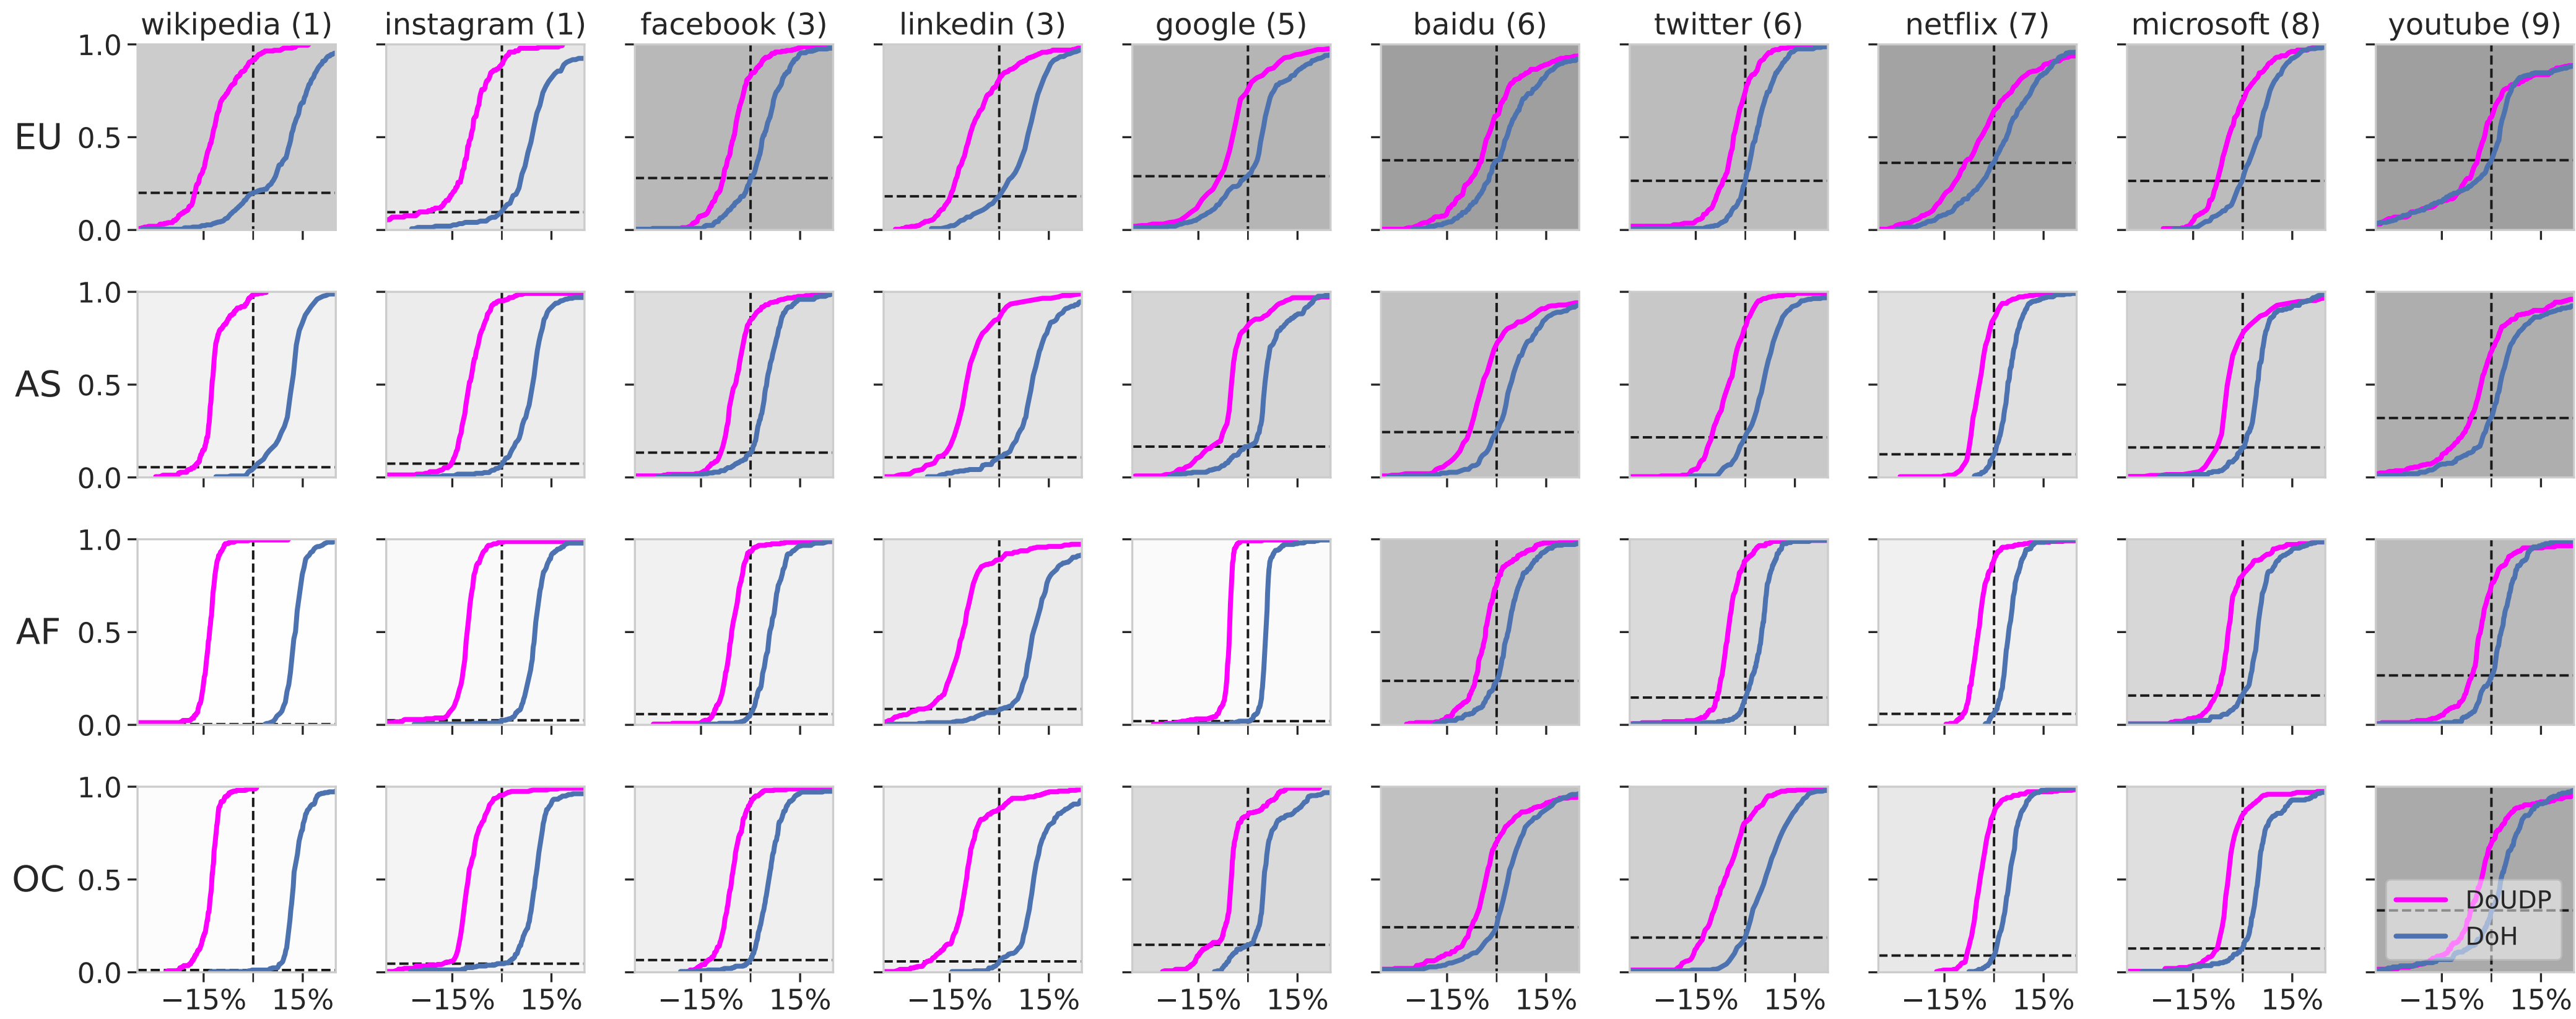 wikipedia (1) instagram (1) facebook (3) linkedin (3) google (5) baidu (6) twitter (6) netflix (7) microsoft (8) youtube (9)
1.0
EU 0.5
0.0
1.0
AS 0.5
0.0
1.0
AF 0.5
0.0
1.0
OC 0.5
DoUDP
DoH
0.0
−15% 15% −15% 15% −15% 15% −15% 15% −15% 15% −15% 15% −15% 15% −15% 15% −15% 15% −15% 15%